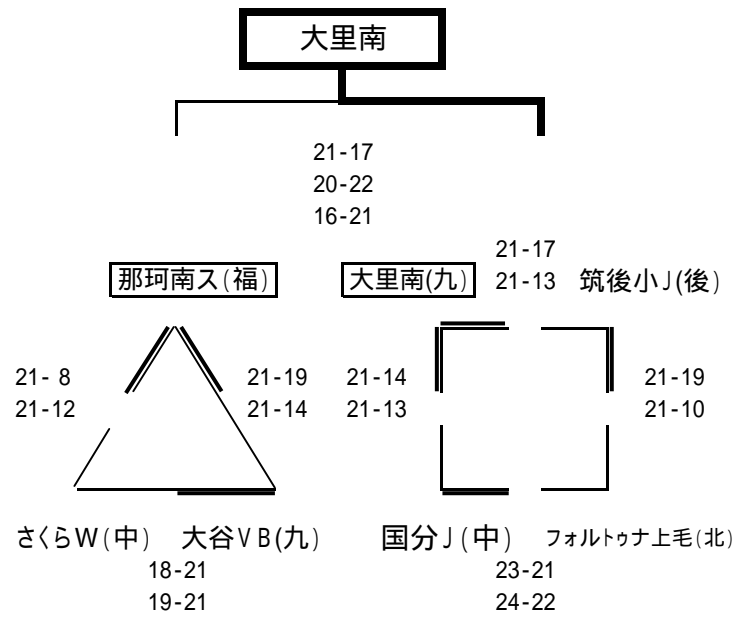 大里南
21-17
20-22
16-21
那珂南ス(福)
大里南(九)
21-17
21-13
筑後小J(後)
21- 8
21-12
21-19
21-14
21-14
21-13
21-19
21-10
さくらW(中)
大谷VB(九)
国分J(中)
フォルトゥナ上毛(北)
18-21
19-21
23-21
24-22